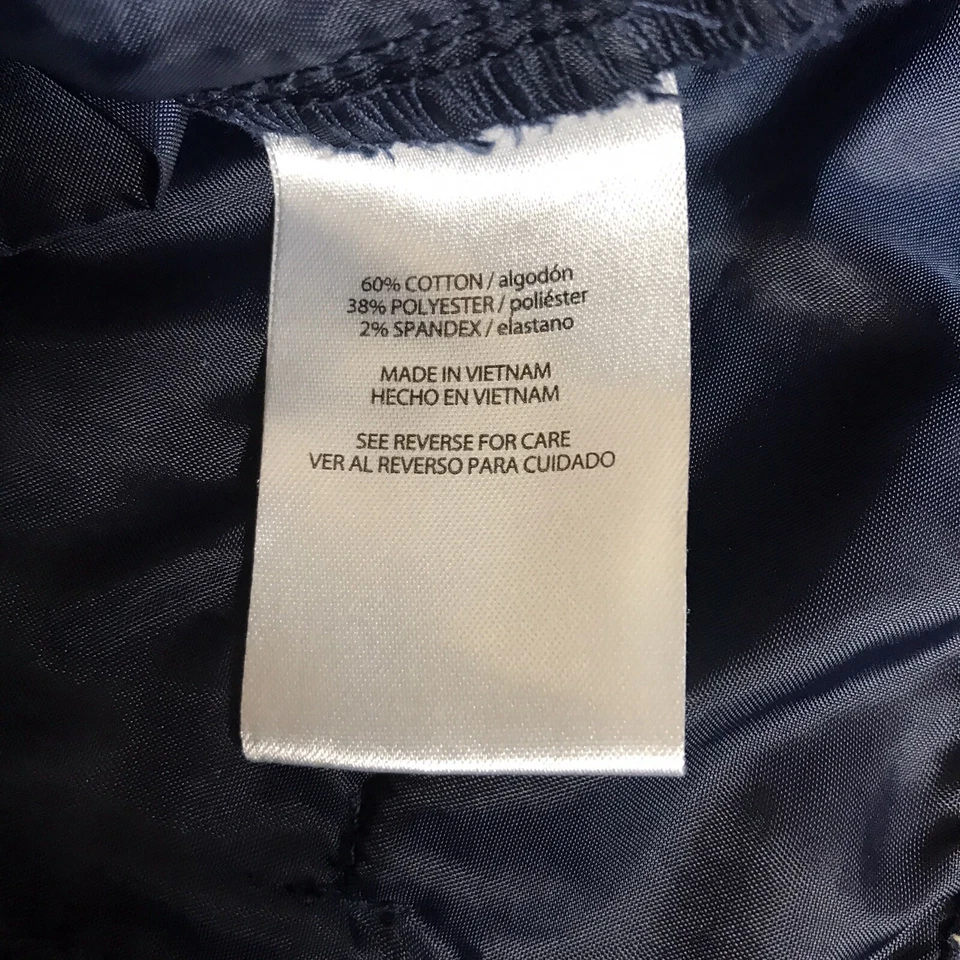 60% COTTON / algodón
38% POLYESTER / poliéster
2% SPANDEX / elastano
MADE IN VIETNAM
HECHO EN VIETNAM
SEE REVERSE FOR CARE
VER AL REVERSO PARA CUIDADO